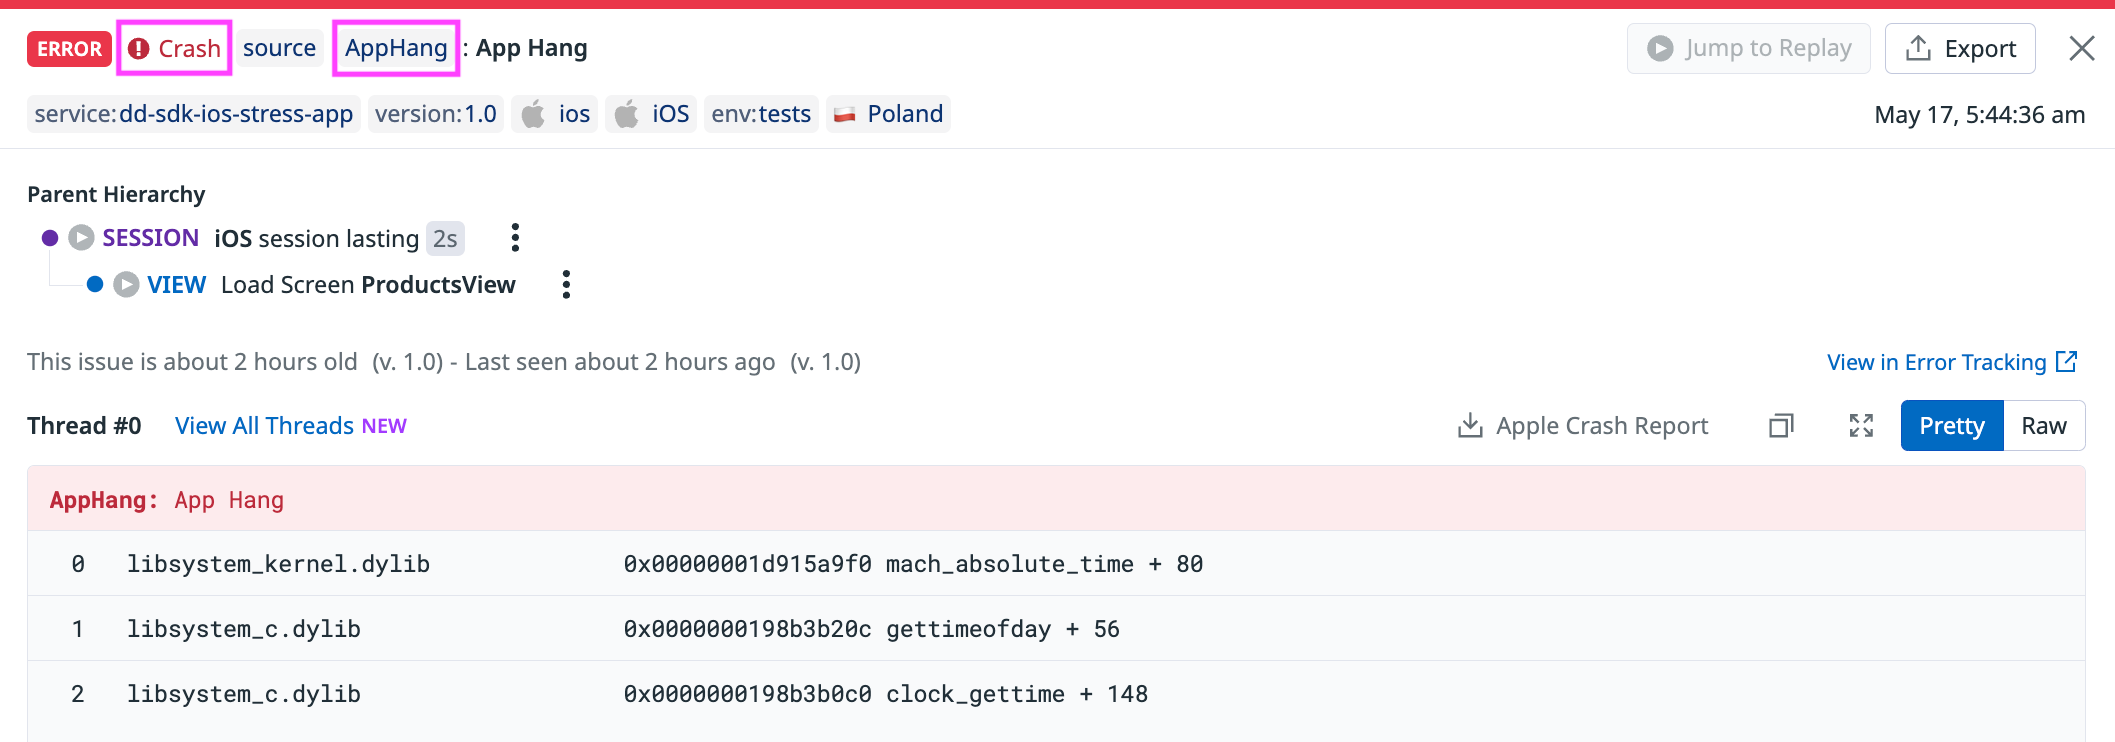 ERROR Crash source AppHang : App Hang Jump to Replay Export
service:dd-sdk-ios-stress-app version:1.0 ios iOS env:tests Poland May 17, 5:44:36 am
Parent Hierarchy
SESSION iOS session lasting 2s
VIEW Load Screen ProductsView
This issue is about 2 hours old (v. 1.0) - Last seen about 2 hours ago (v. 1.0) View in Error Tracking
Thread #0 View All Threads NEW Apple Crash Report Pretty Raw
AppHang: App Hang
0 libsystem_kernel.dylib 0x00000001d915a9f0 mach_absolute_time + 80
1 libsystem_c.dylib 0x0000000198b3b20c gettimeofday + 56
2 libsystem_c.dylib 0x0000000198b3b0c0 clock_gettime + 148